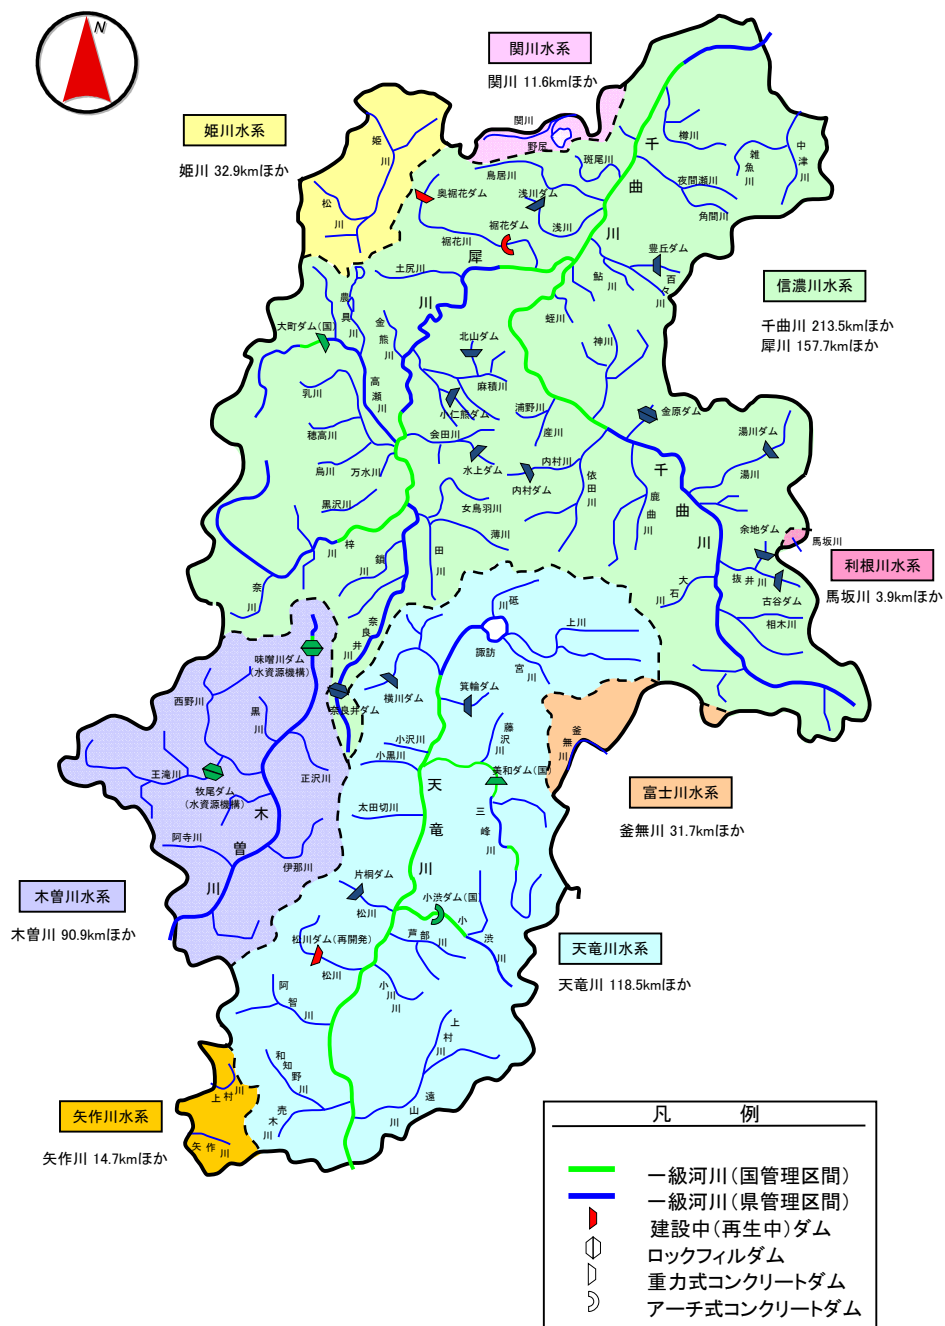 N
関川水系
関川 11.6kmほか
姫川水系
姫川 32.9kmほか
信濃川水系
千曲川 213.5kmほか
犀川 157.7kmほか
利根川水系
馬坂川 3.9kmほか
富士川水系
釜無川 31.7kmほか
木曽川水系
木曽川 90.9kmほか
天竜川水系
天竜川 118.5kmほか
矢作川水系
矢作川 14.7kmほか
関川
野尻
姫川
松川
鳥居川
斑尾川
千曲川
樽川
雑魚川
中津川
夜間瀬川
角間川
奥裾花ダム
浅川ダム
裾花ダム
浅川
裾花川
犀川
土尻川
豊丘ダム
百々川
鮎川
蛭川
神川
農具川
大町ダム(国)
金熊川
北山ダム
麻績川
小仁熊ダム
高瀬川
乳川
穂高川
烏川
万水川
会田川
水上ダム
浦野川
産川
内村川
内村ダム
依田川
金原ダム
湯川ダム
湯川
鹿曲川
千曲川
余地ダム
馬坂川
抜井川
古谷ダム
大石川
相木川
黒沢川
女鳥羽川
薄川
田川
梓川
鎖川
奈川
奈良井川
奈良井ダム
味噌川ダム
(水資源機構)
西野川
黒川
王滝川
牧尾ダム
(水資源機構)
正沢川
木曽川
阿寺川
伊那川
砥川
上川
諏訪
宮川
横川ダム
箕輪ダム
藤沢川
小沢川
小黒川
美和ダム(国)
釜無川
天竜川
太田切川
三峰川
片桐ダム
松川
小渋ダム(国
小渋川
芦部川
松川ダム(再開発)
松川
小川川
阿智川
上村川
和知野川
売木川
遠山川
上村川
矢作川
凡 例
一級河川(国管理区間)
一級河川(県管理区間)
建設中(再生中)ダム
ロックフィルダム
重力式コンクリートダム
アーチ式コンクリートダム